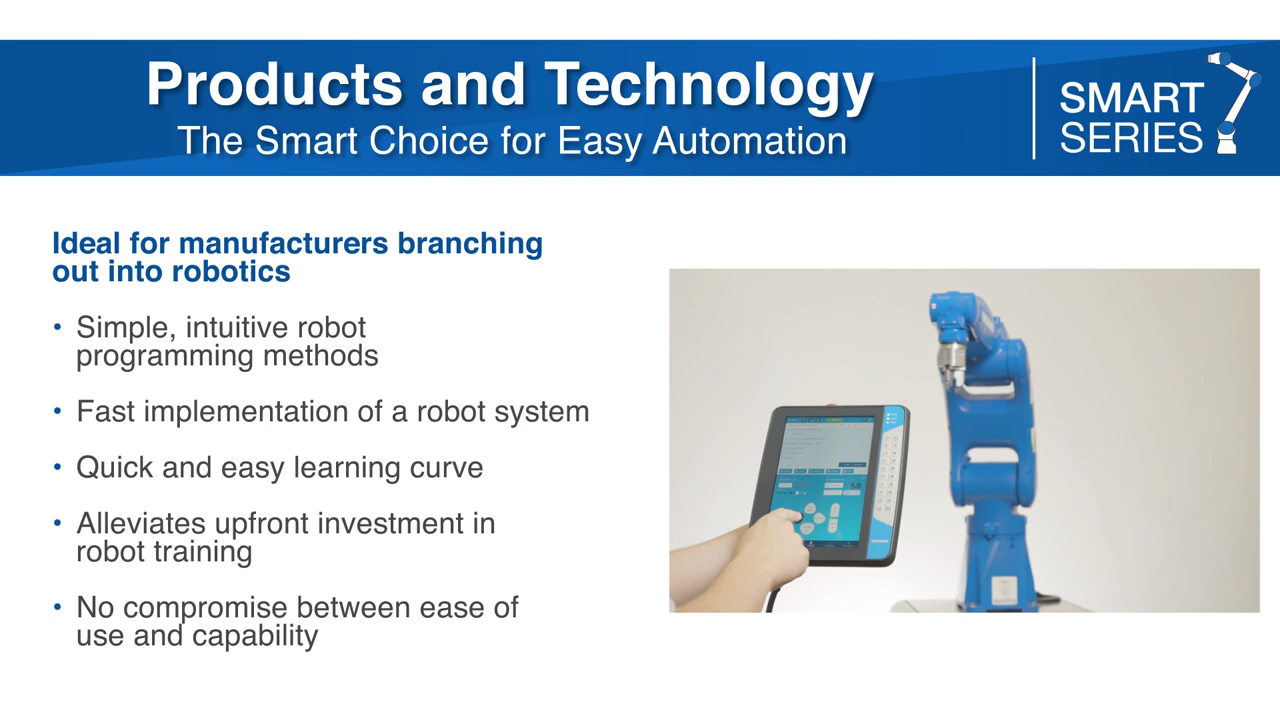 Products and Technology
The Smart Choice for Easy Automation
SMART
SERIES
Ideal for manufacturers branching
out into robotics
• Simple, intuitive robot
programming methods
• Fast implementation of a robot system
• Quick and easy learning curve
• Alleviates upfront investment in
robot training
• No compromise between ease of
use and capability